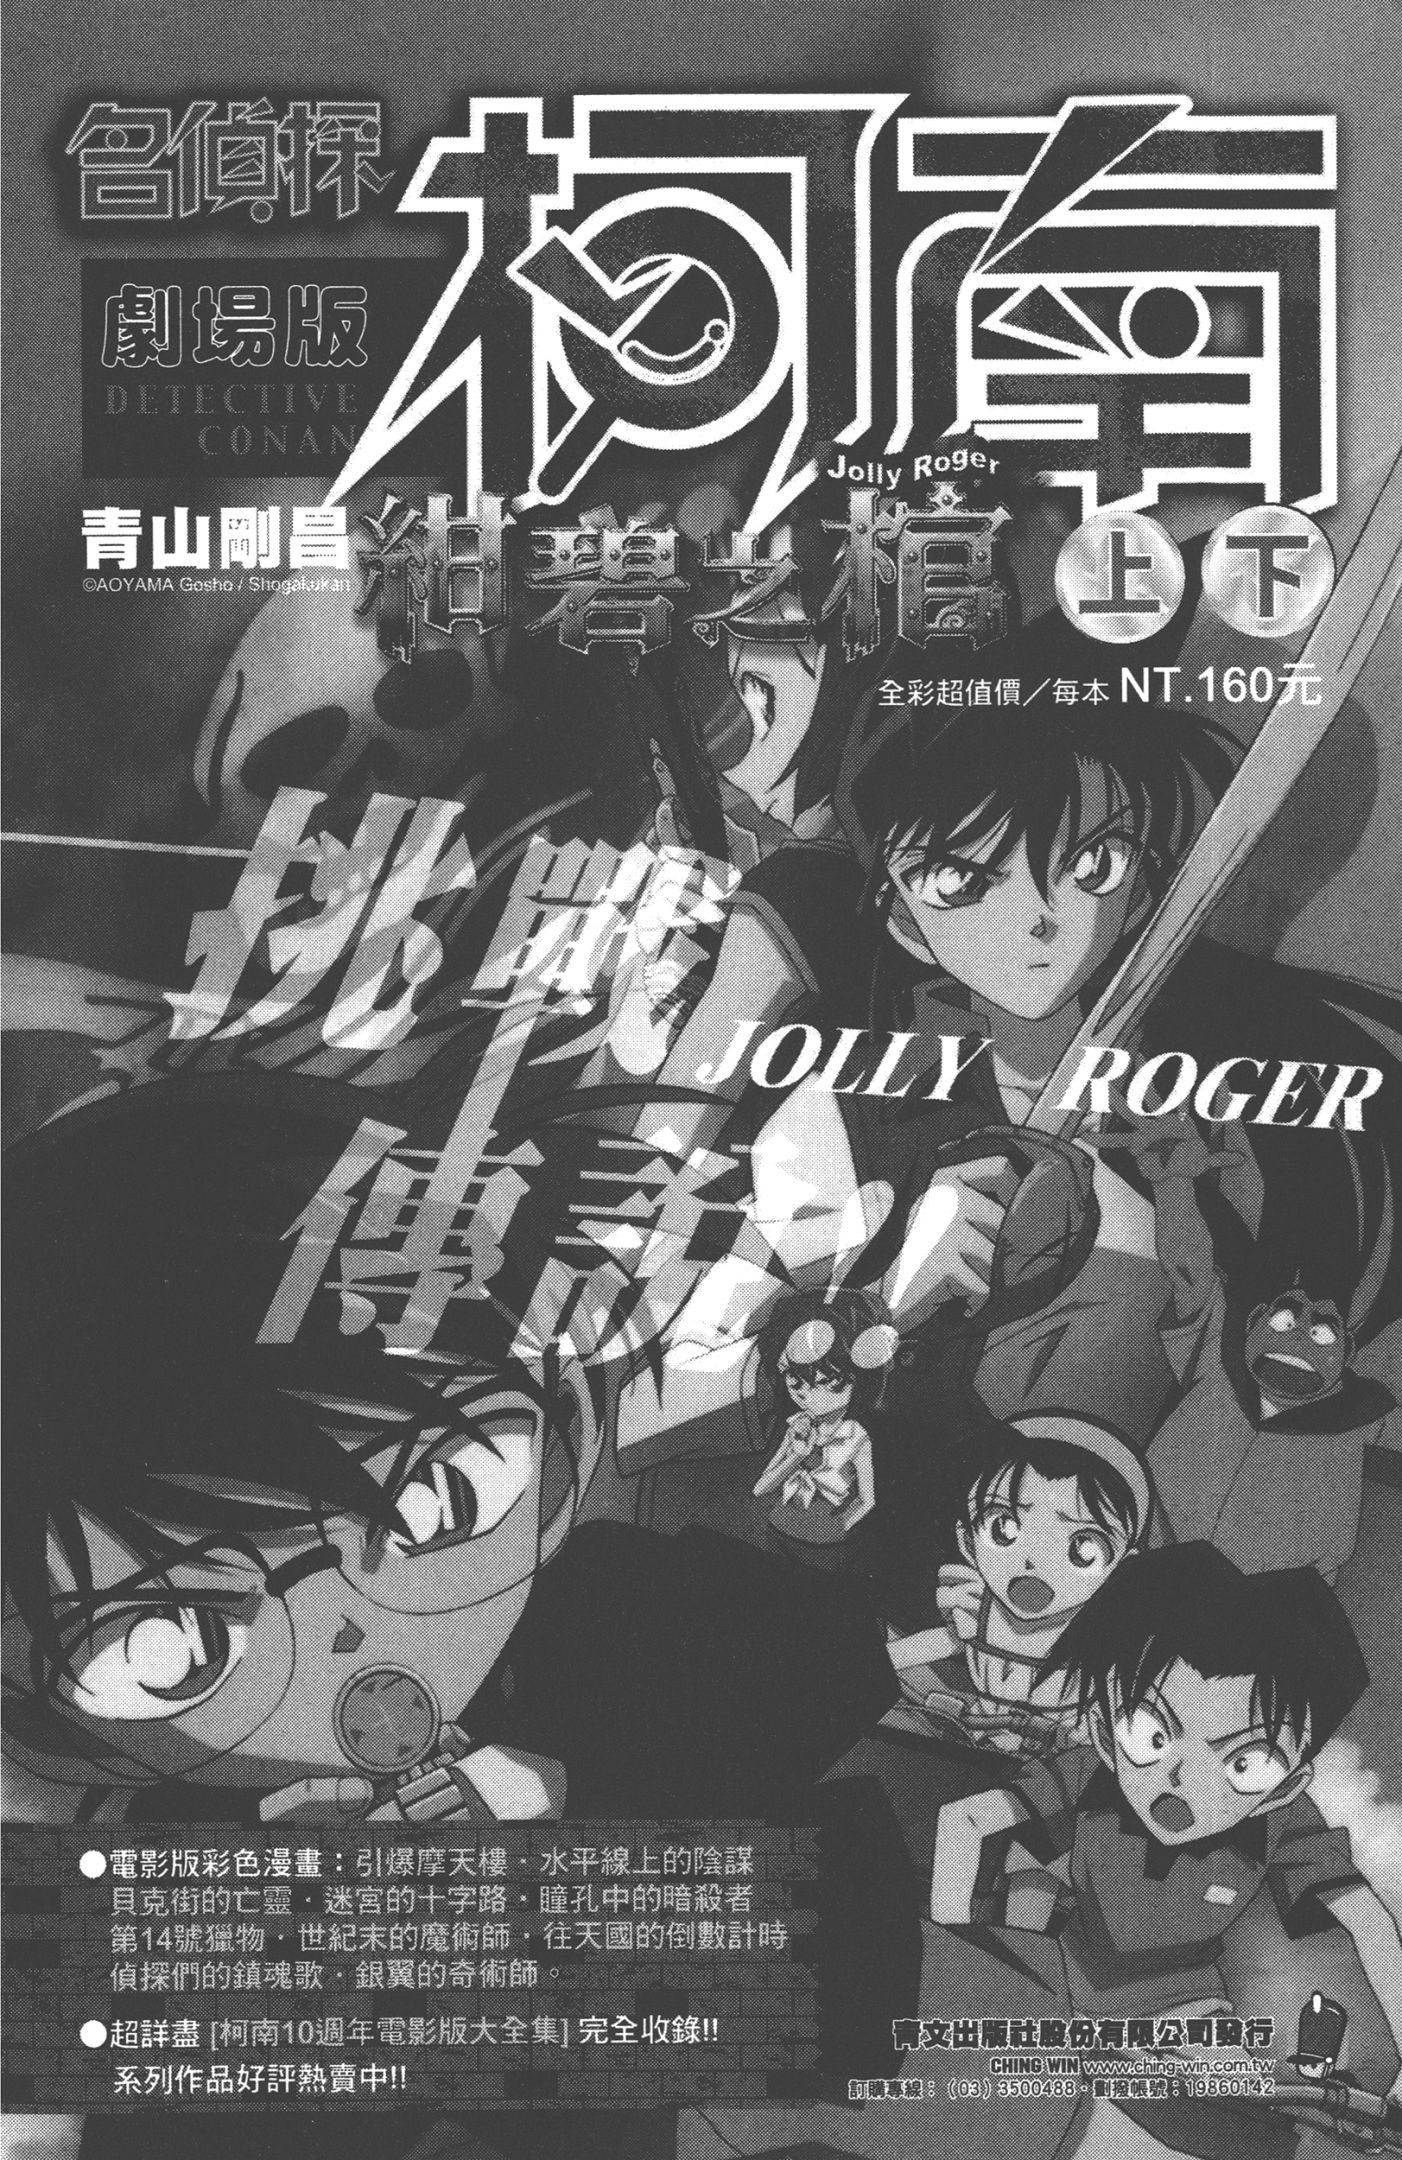 名偵探
柯南
劇場版
DETECTIVE
CONAN
Jolly Roger
青山剛昌
©AOYAMA Gosho / Shogakukan
紺碧之棺 上 下
全彩超值價／每本 NT.160元
挑戰
JOLLY ROGER
傳說
●電影版彩色漫畫：引爆摩天樓．水平線上的陰謀
貝克街的亡靈．迷宮的十字路．瞳孔中的暗殺者
第14號獵物．世紀末的魔術師．往天國的倒數計時
偵探們的鎮魂歌．銀翼的奇術師。
●超詳盡 [柯南10週年電影版大全集] 完全收錄!!
系列作品好評熱賣中!!
青文出版社股份有限公司發行
CHING WIN www.ching-win.com.tw
訂購專線：（03）3500488．劃撥帳號：19860142